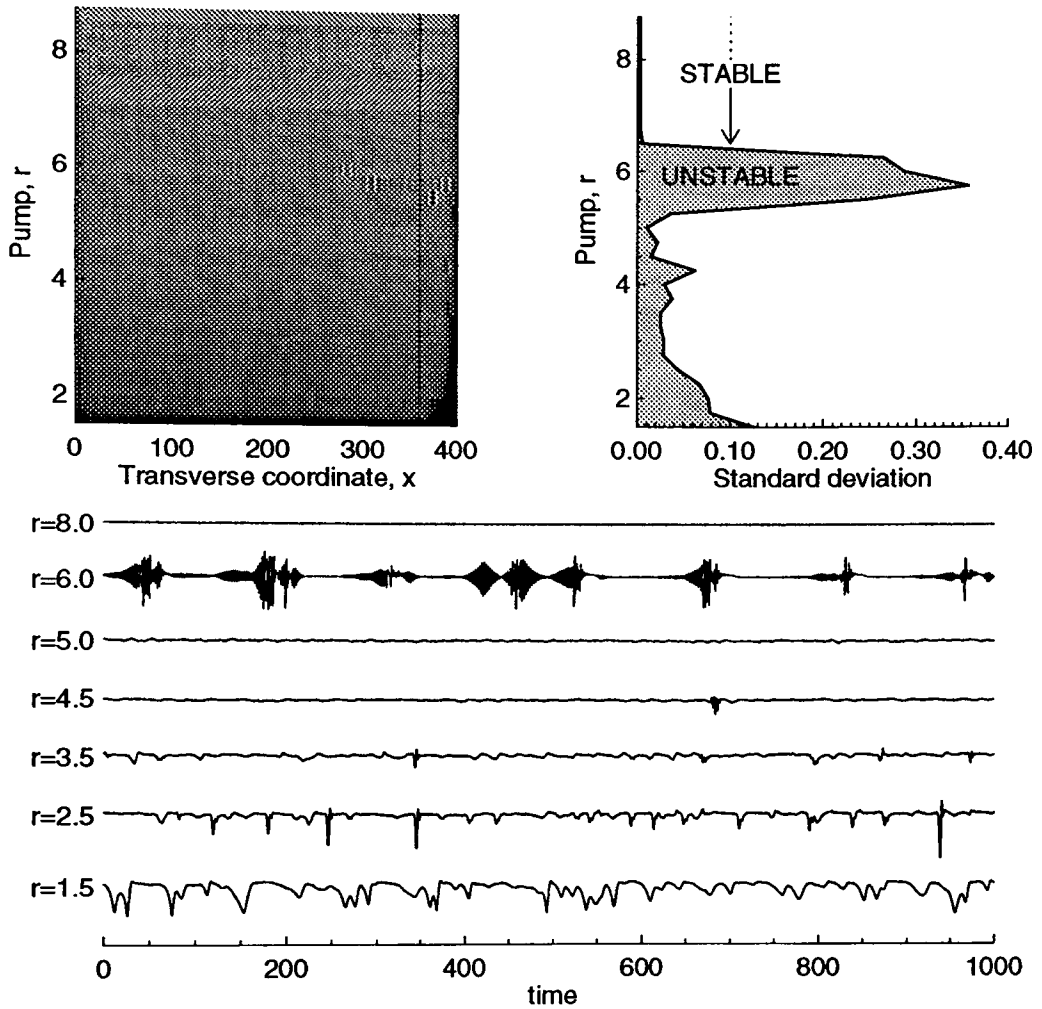 8
6
4
2
Pump, r
0 100 200 300 400
Transverse coordinate, x
8
6
4
2
Pump, r
STABLE
UNSTABLE
0.00 0.10 0.20 0.30 0.40
Standard deviation
r=8.0
r=6.0
r=5.0
r=4.5
r=3.5
r=2.5
r=1.5
0 200 400 600 800 1000
time